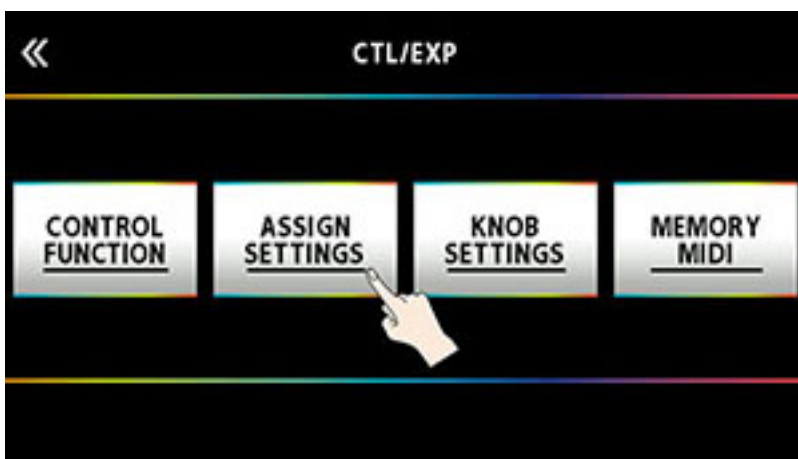 CTL/EXP
CONTROL
FUNCTION
ASSIGN
SETTINGS
KNOB
SETTINGS
MEMORY
MIDI